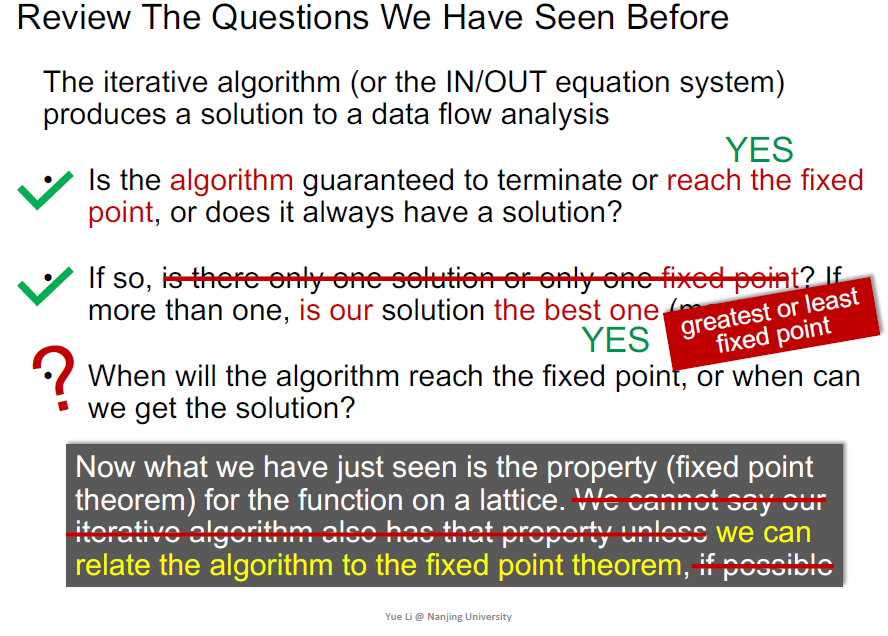 Review The Questions We Have Seen Before
The iterative algorithm (or the IN/OUT equation system)
produces a solution to a data flow analysis
YES
• Is the algorithm guaranteed to terminate or reach the fixed
point, or does it always have a solution?
• If so, is there only one solution or only one fixed point? If
more than one, is our solution the best one
greatest or least
fixed point
YES
?
• When will the algorithm reach the fixed point, or when can
we get the solution?
Now what we have just seen is the property (fixed point
theorem) for the function on a lattice. We cannot say our
iterative algorithm also has that property unless we can
relate the algorithm to the fixed point theorem, if possible
Yue Li @ Nanjing University